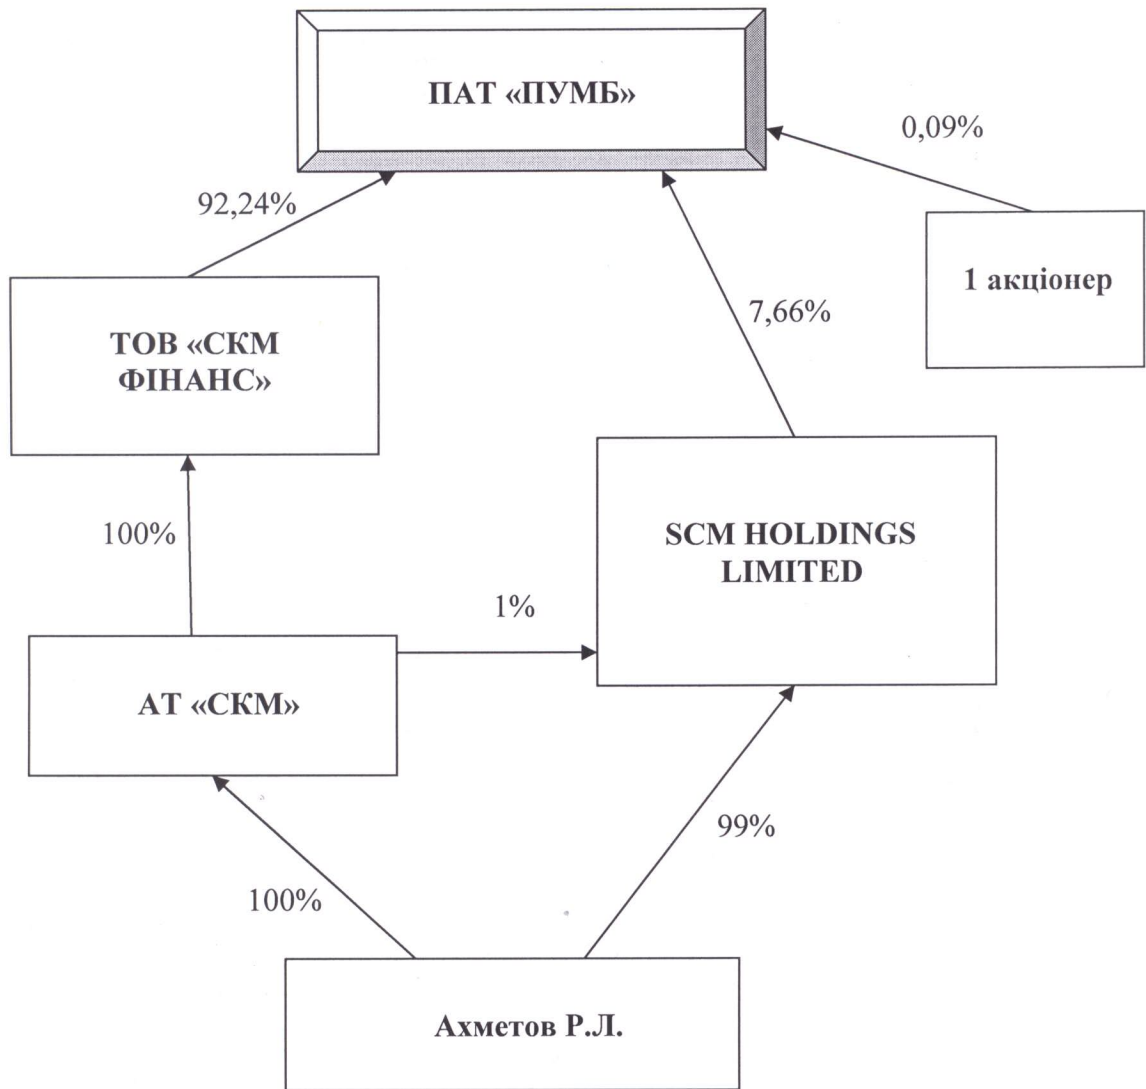 ПАТ «ПУМБ»
0,09%
92,24%
1 акціонер
7,66%
ТОВ «СКМ
ФІНАНС»
100%
SCM HOLDINGS
LIMITED
1%
АТ «СКМ»
99%
100%
Ахметов Р.Л.